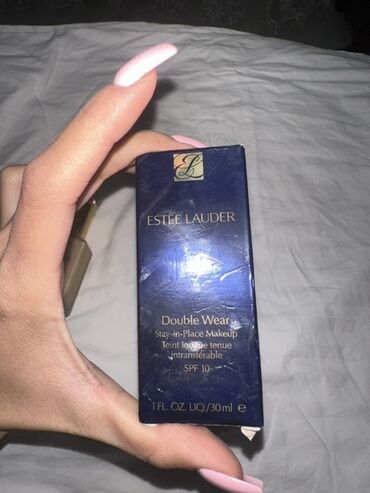 ESTEE LAUDER
Double Wear
Stay-in-Place Makeup
Teint longue tenue
intransférable
SPF 10
1 FL. OZ. LIQ./30ml e